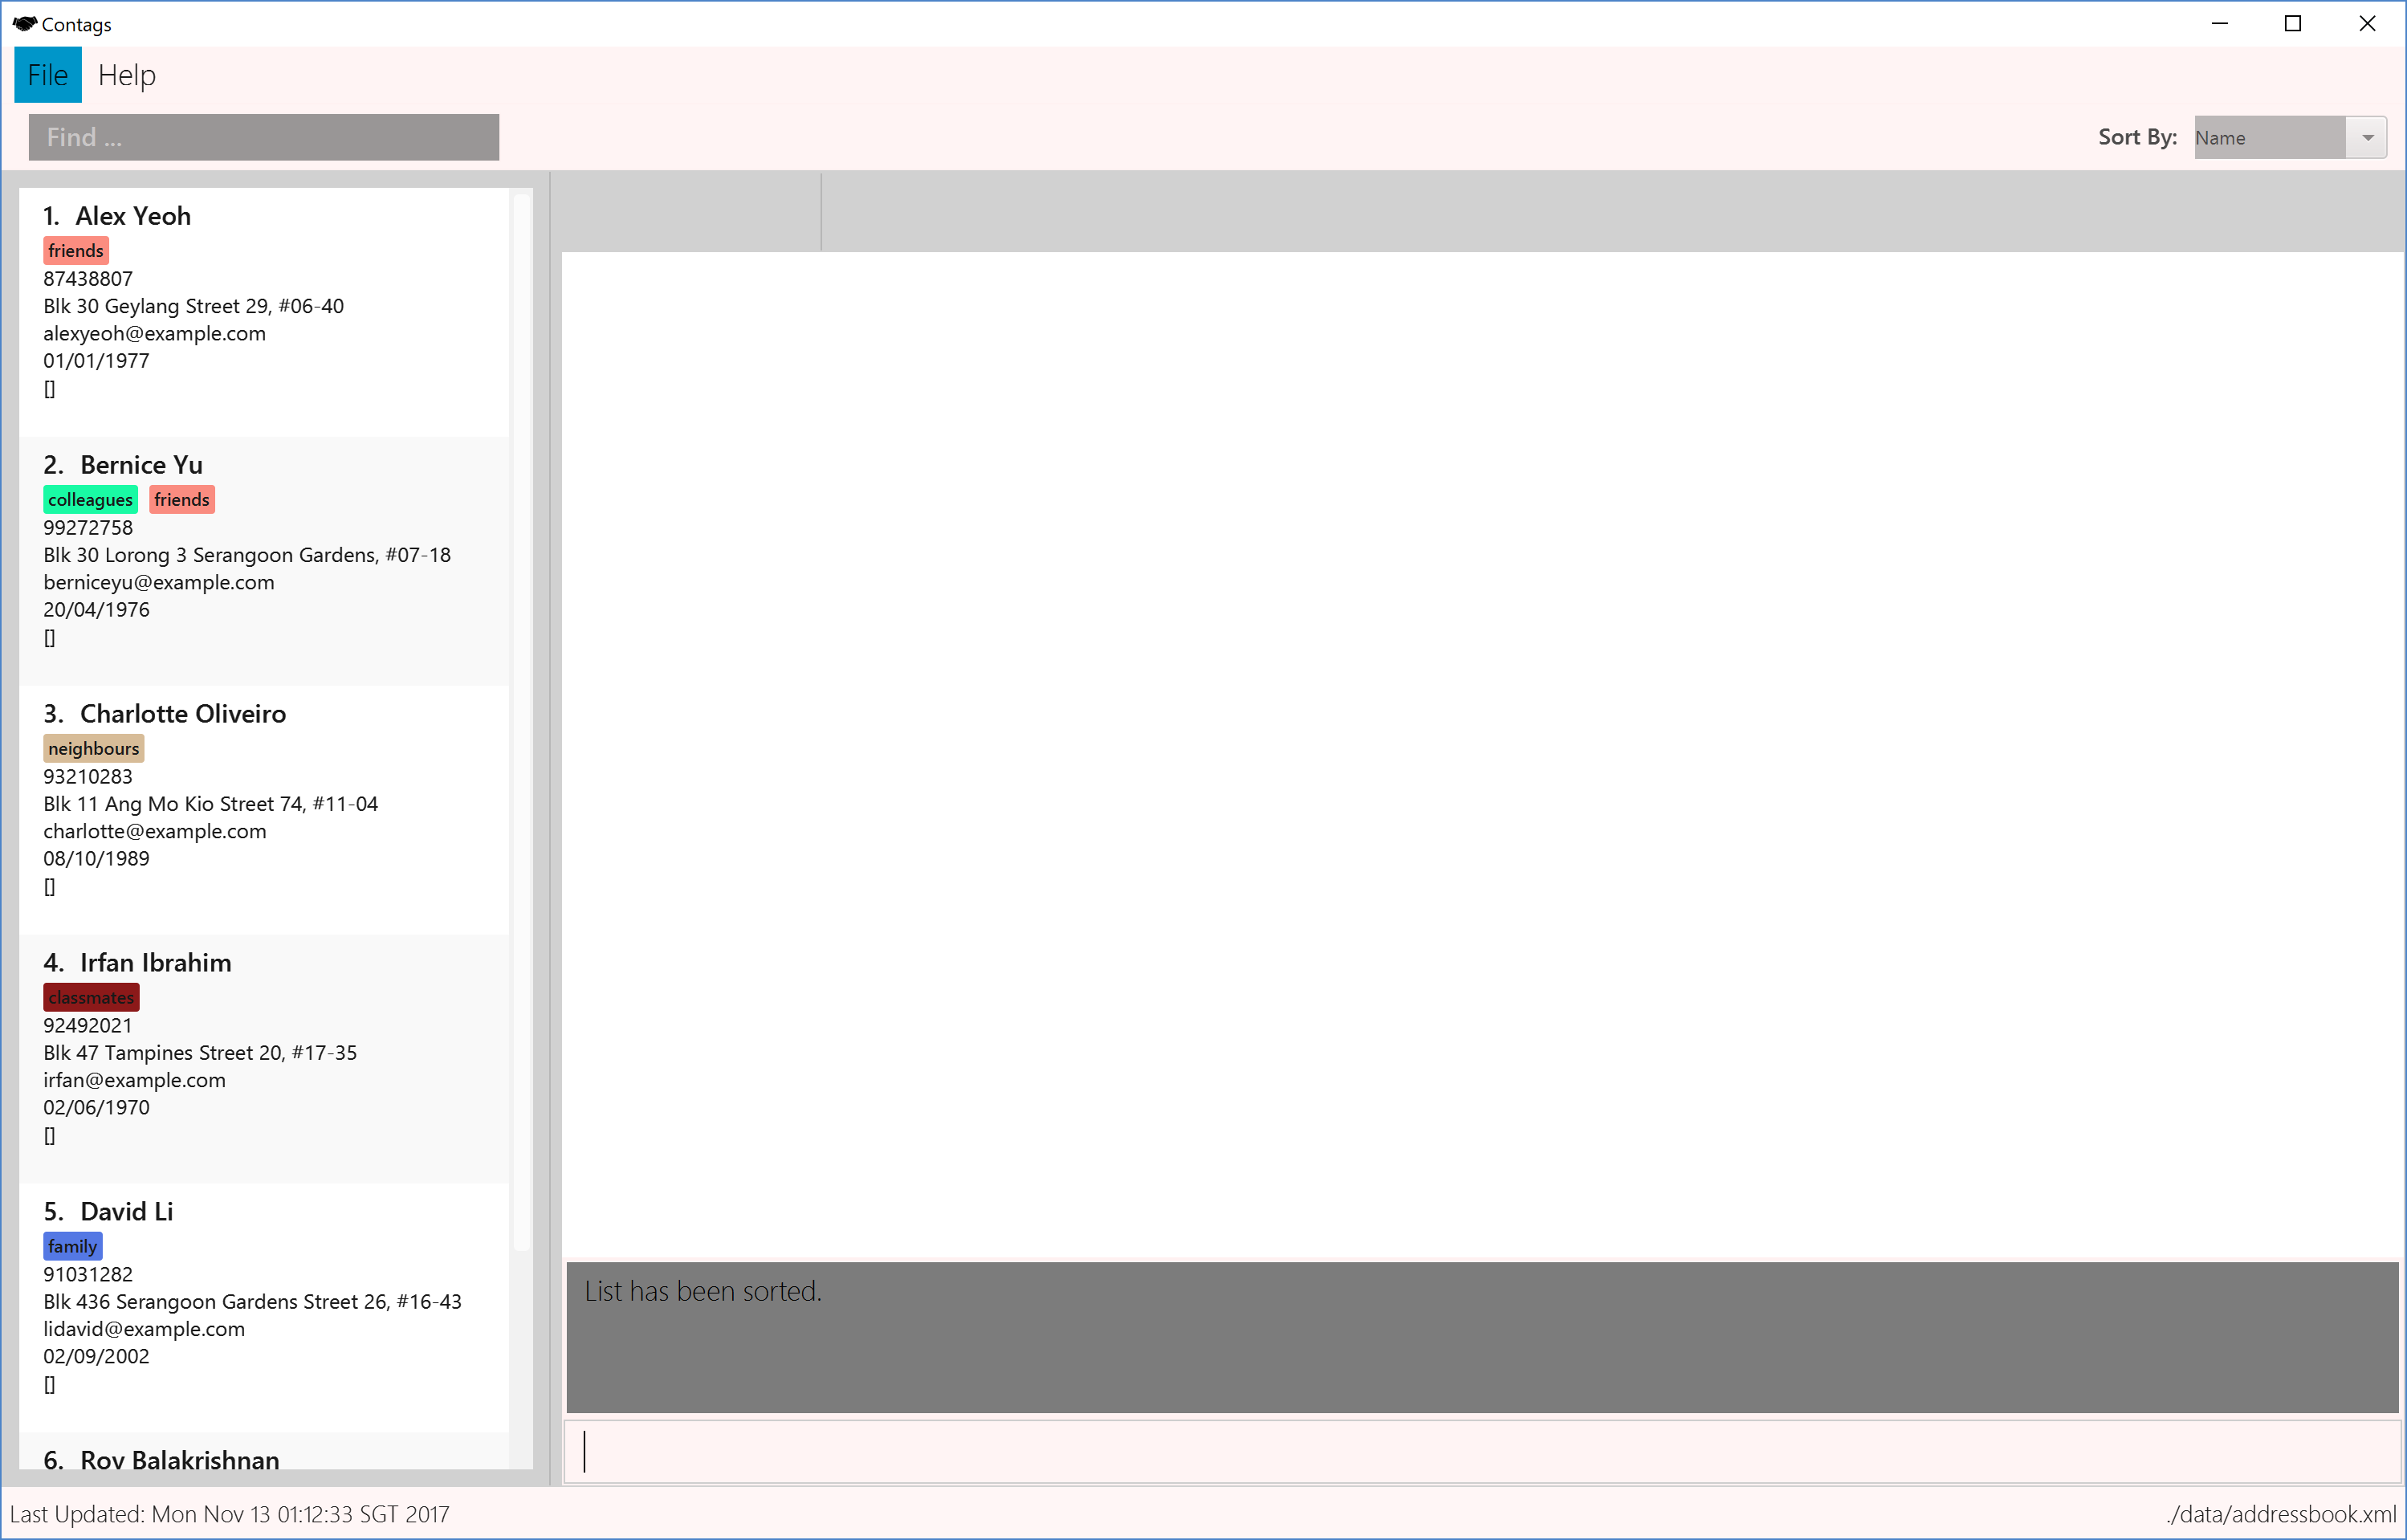 Contags
File Help
Find ...
Sort By: Name
1. Alex Yeoh
friends
87438807
Blk 30 Geylang Street 29, #06-40
alexyeoh@example.com
01/01/1977
[]
2. Bernice Yu
colleagues friends
99272758
Blk 30 Lorong 3 Serangoon Gardens, #07-18
berniceyu@example.com
20/04/1976
[]
3. Charlotte Oliveiro
neighbours
93210283
Blk 11 Ang Mo Kio Street 74, #11-04
charlotte@example.com
08/10/1989
[]
4. Irfan Ibrahim
classmates
92492021
Blk 47 Tampines Street 20, #17-35
irfan@example.com
02/06/1970
[]
5. David Li
family
91031282
Blk 436 Serangoon Gardens Street 26, #16-43
lidavid@example.com
02/09/2002
[]
6. Roy Balakrishnan
List has been sorted.
Last Updated: Mon Nov 13 01:12:33 SGT 2017
./data/addressbook.xml